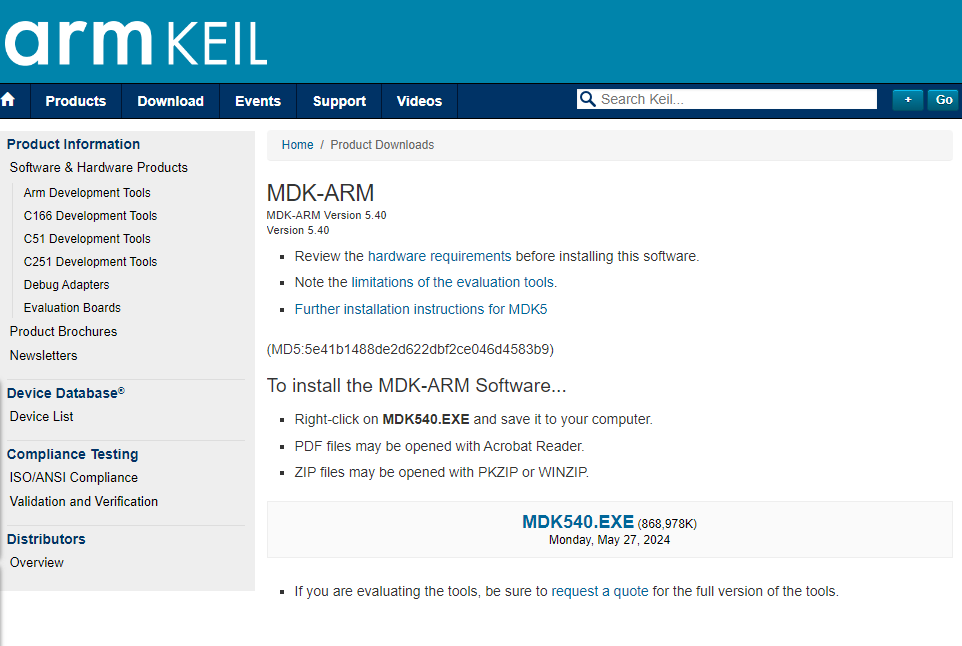 arm KEIL
Products Download Events Support Videos Search Keil... + Go
Product Information
Software & Hardware Products
Arm Development Tools
C166 Development Tools
C51 Development Tools
C251 Development Tools
Debug Adapters
Evaluation Boards
Product Brochures
Newsletters
Device Database®
Device List
Compliance Testing
ISO/ANSI Compliance
Validation and Verification
Distributors
Overview
Home / Product Downloads
MDK-ARM
MDK-ARM Version 5.40
Version 5.40
Review the hardware requirements before installing this software.
Note the limitations of the evaluation tools.
Further installation instructions for MDK5
(MD5:5e41b1488de2d622dbf2ce046d4583b9)
To install the MDK-ARM Software...
Right-click on MDK540.EXE and save it to your computer.
PDF files may be opened with Acrobat Reader.
ZIP files may be opened with PKZIP or WINZIP.
MDK540.EXE (868,978K)
Monday, May 27, 2024
If you are evaluating the tools, be sure to request a quote for the full version of the tools.